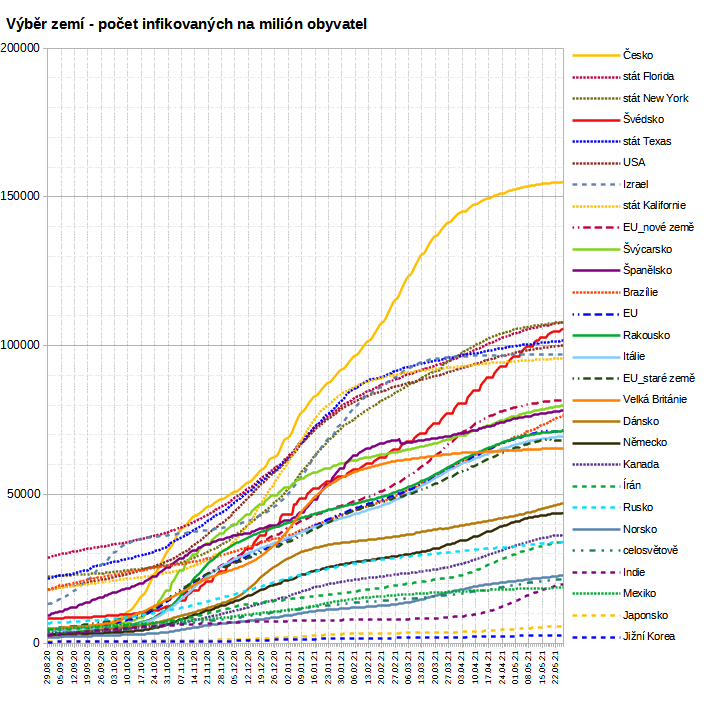 Výběr zemí - počet infikovaných na milión obyvatel
200000
150000
100000
50000
0
Česko
stát Florida
stát New York
Švédsko
stát Texas
USA
Izrael
stát Kalifornie
EU_nové země
Švýcarsko
Španělsko
Brazílie
EU
Rakousko
Itálie
EU_staré země
Velká Británie
Dánsko
Německo
Kanada
Írán
Rusko
Norsko
celosvětově
Indie
Mexiko
Japonsko
Jižní Korea
29.08.20
05.09.20
12.09.20
19.09.20
26.09.20
03.10.20
10.10.20
17.10.20
24.10.20
31.10.20
07.11.20
14.11.20
21.11.20
28.11.20
05.12.20
12.12.20
19.12.20
26.12.20
02.01.21
09.01.21
16.01.21
23.01.21
30.01.21
06.02.21
13.02.21
20.02.21
27.02.21
06.03.21
13.03.21
20.03.21
27.03.21
03.04.21
10.04.21
17.04.21
24.04.21
01.05.21
08.05.21
15.05.21
22.05.21